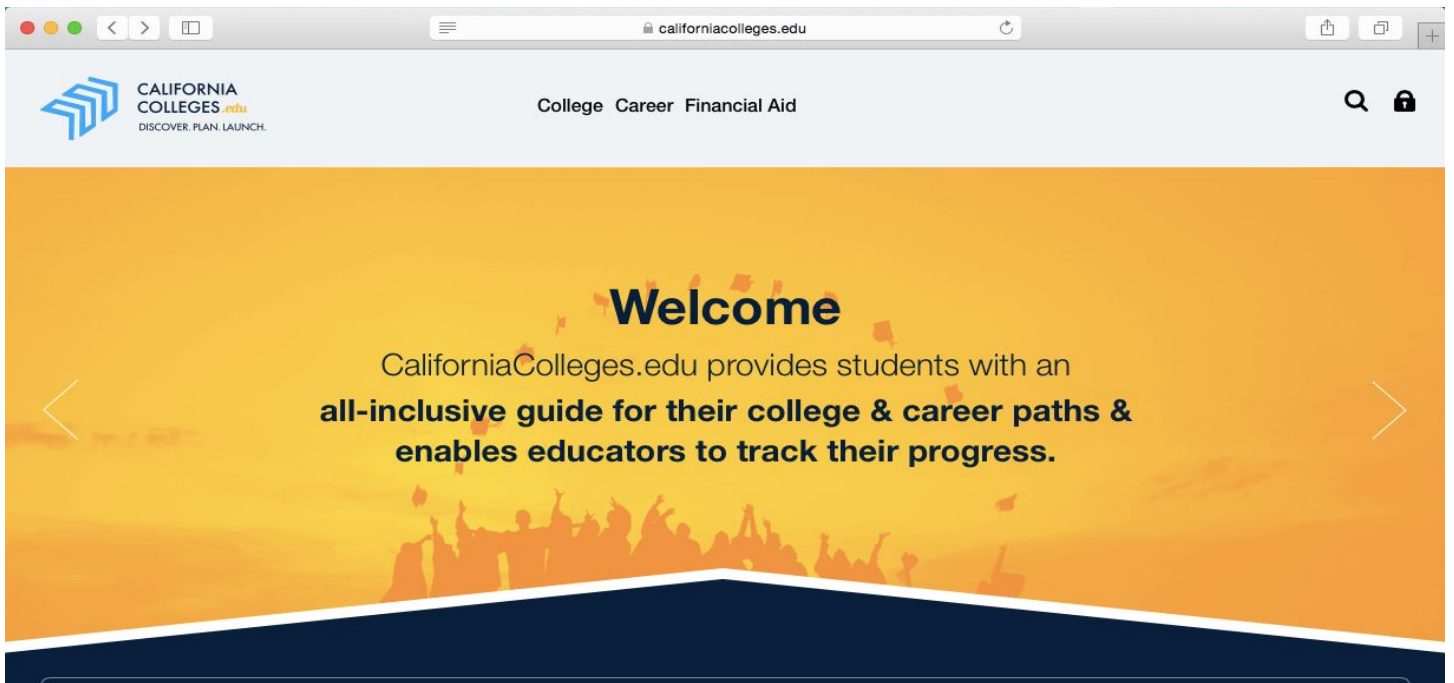 californiacolleges.edu
CALIFORNIA
COLLEGES.edu
DISCOVER. PLAN. LAUNCH.
College Career Financial Aid
Welcome
CaliforniaColleges.edu provides students with an
all-inclusive guide for their college & career paths &
enables educators to track their progress.